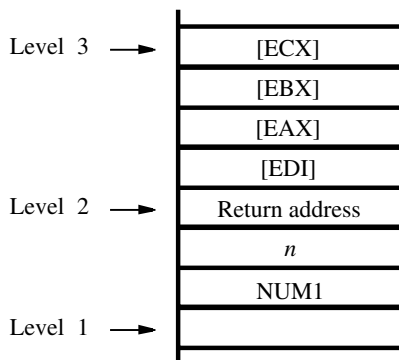 Level 3
[ECX]
[EBX]
[EAX]
[EDI]
Level 2
Return address
n
NUM1
Level 1